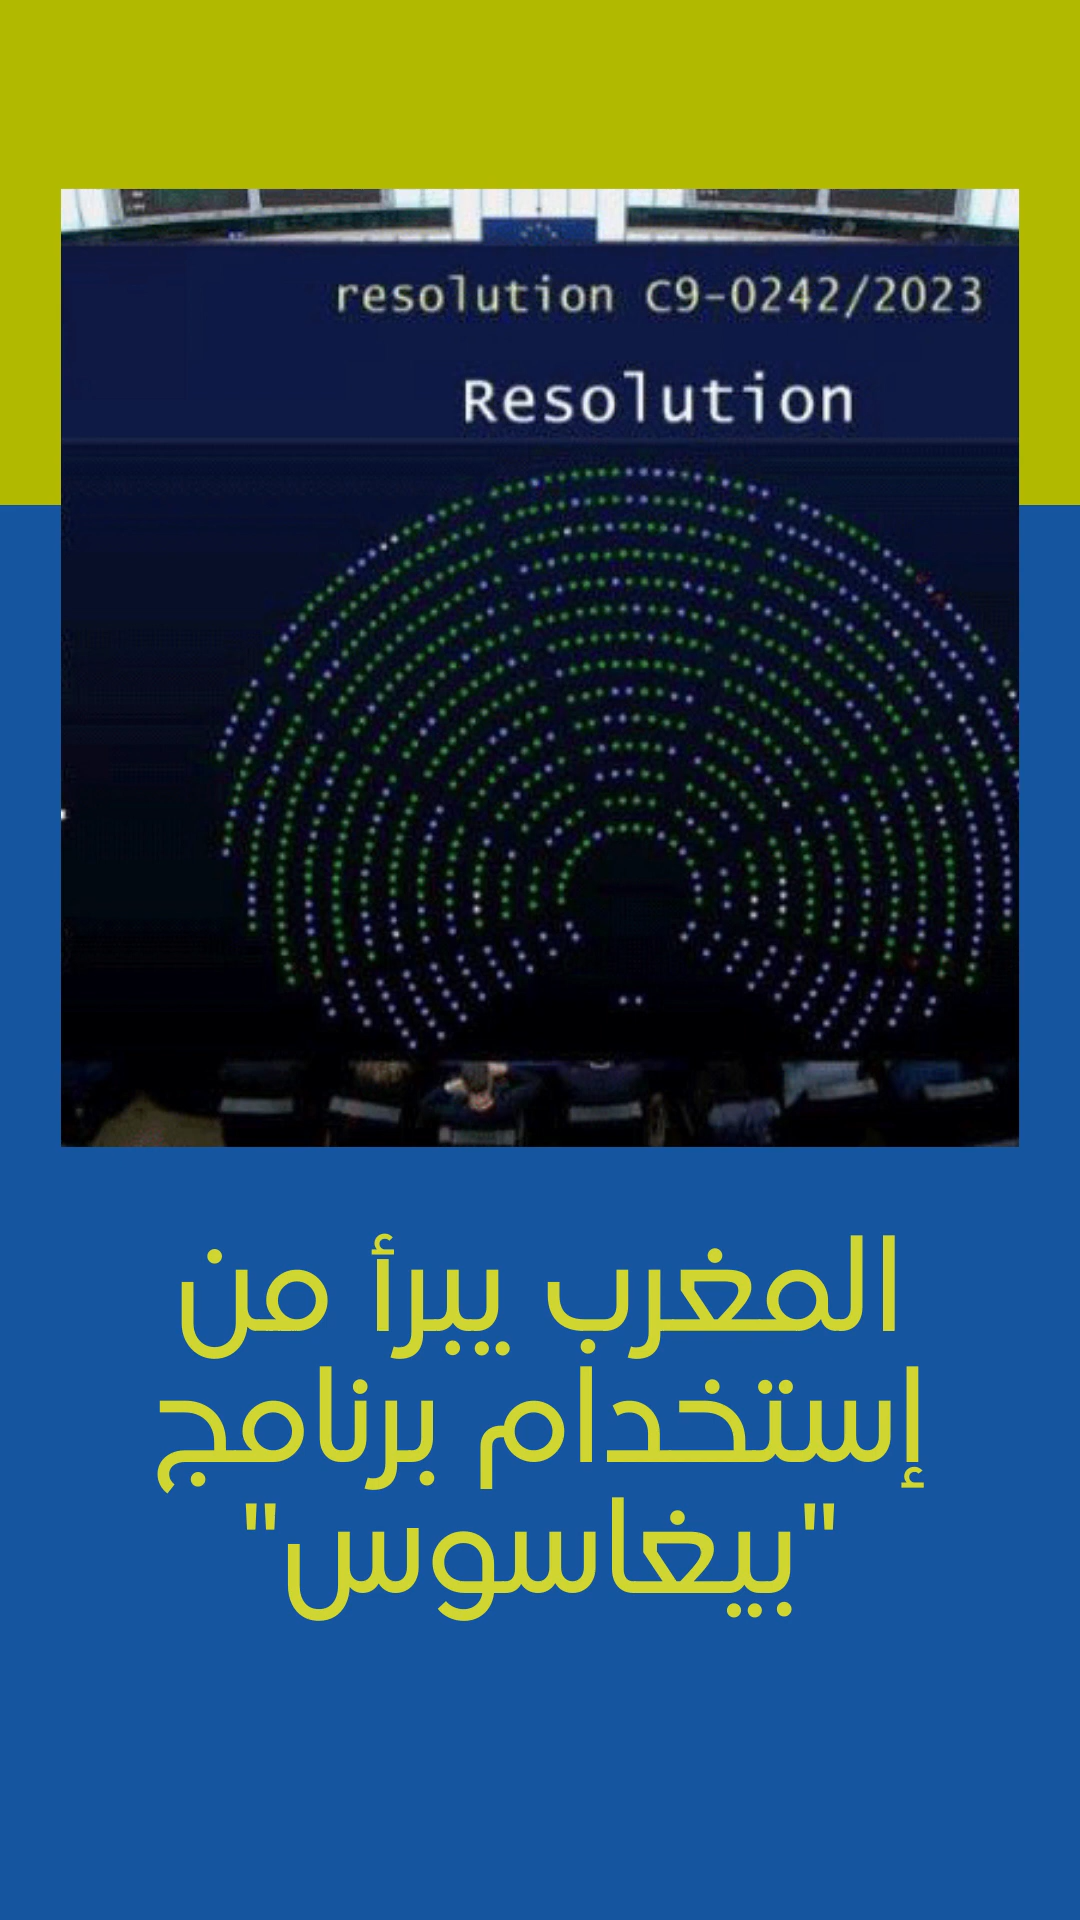 resolution C9-0242/2023
Resolution
المغرب يبرأ من
إستخدام برنامج
"بيغاسوس"